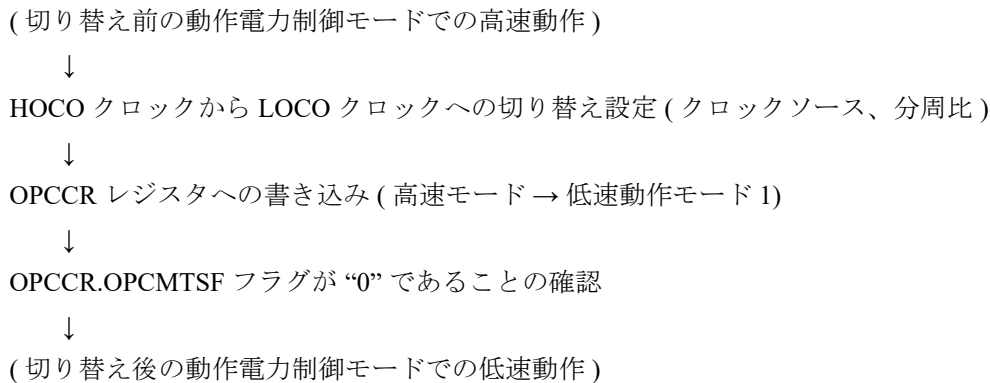 ( 切り替え前の動作電力制御モードでの高速動作 )
↓
HOCO クロックから LOCO クロックへの切り替え設定 ( クロックソース、分周比 )
↓
OPCCR レジスタへの書き込み ( 高速モード → 低速動作モード 1)
↓
OPCCR.OPCMTSF フラグが “0” であることの確認
↓
( 切り替え後の動作電力制御モードでの低速動作 )